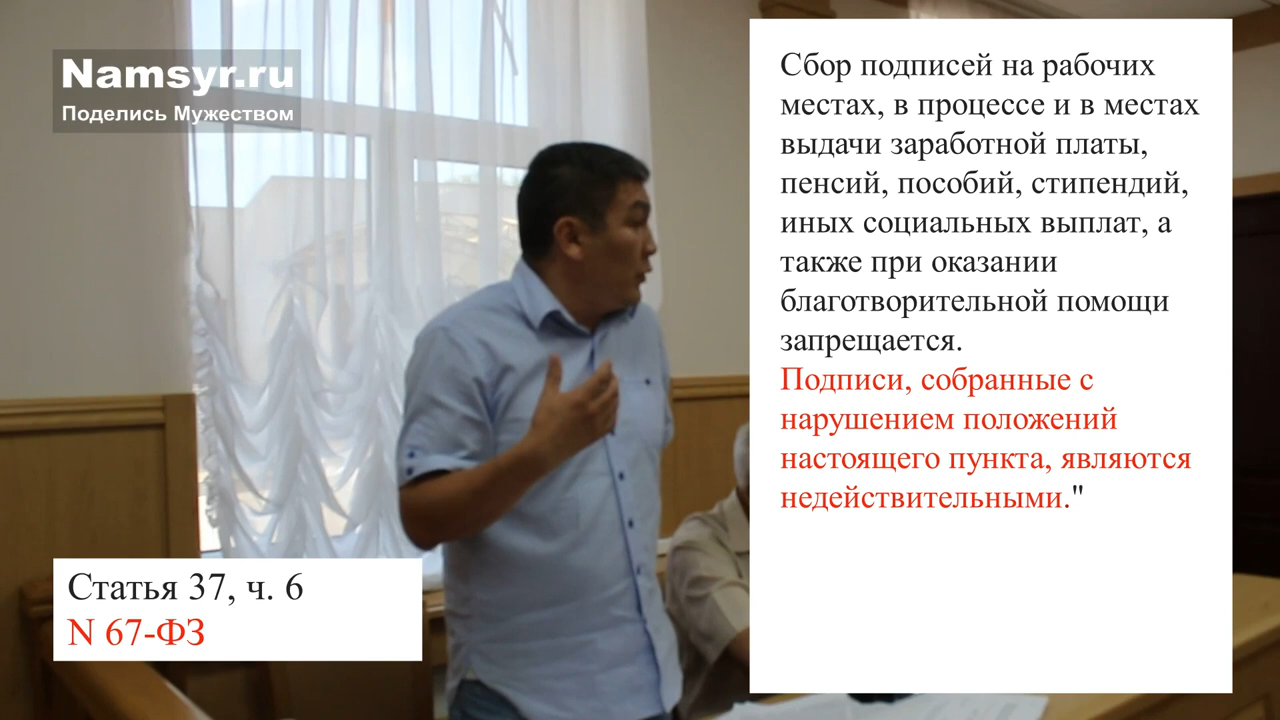 Namsyr.ru
Поделись Мужеством
Сбор подписей на рабочих
местах, в процессе и в местах
выдачи заработной платы,
пенсий, пособий, стипендий,
иных социальных выплат, а
также при оказании
благотворительной помощи
запрещается.
Подписи, собранные с
нарушением положений
настоящего пункта, являются
недействительными."
Статья 37, ч. 6
N 67-ФЗ